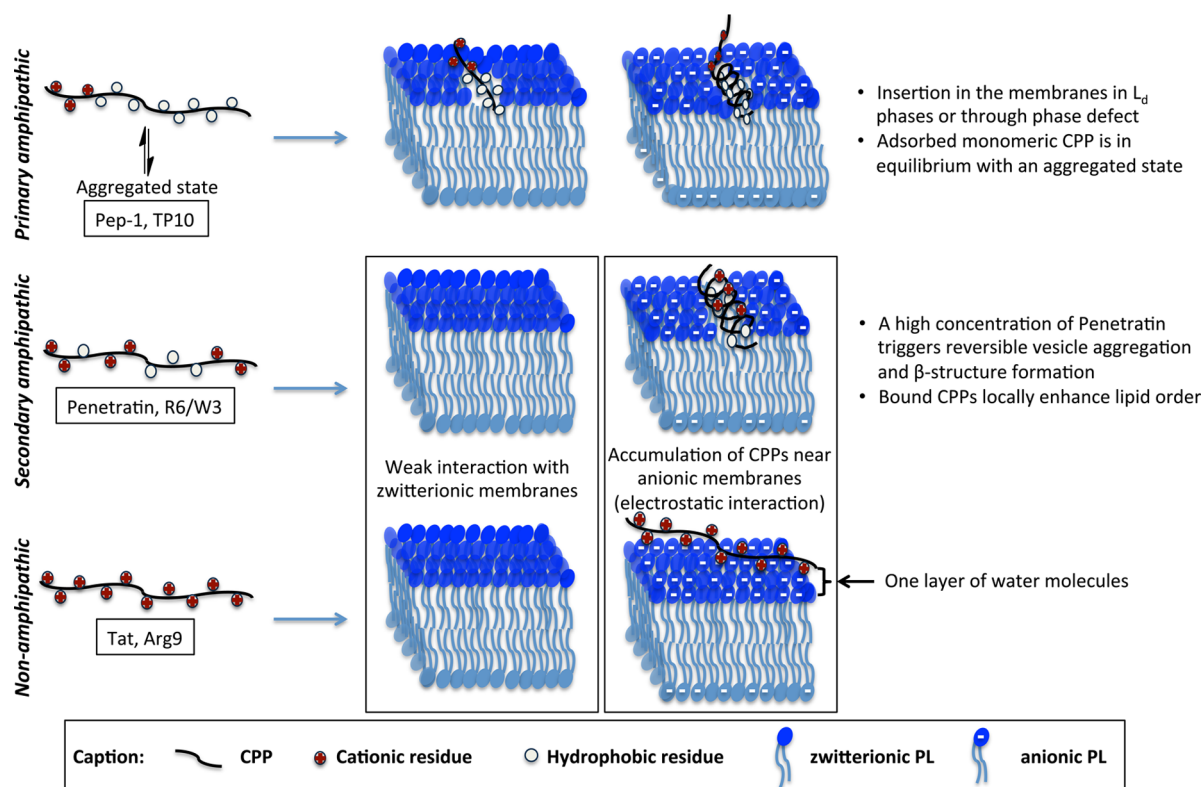 Primary amphipathic
Aggregated state
Pep-1, TP10
• Insertion in the membranes in Ld
phases or through phase defect
• Adsorbed monomeric CPP is in
equilibrium with an aggregated state
Secondary amphipathic
Penetratin, R6/W3
Weak interaction with
zwitterionic membranes
Accumulation of CPPs near
anionic membranes
(electrostatic interaction)
• A high concentration of Penetratin
triggers reversible vesicle aggregation
and β-structure formation
• Bound CPPs locally enhance lipid order
Non-amphipathic
Tat, Arg9
One layer of water molecules
Caption: CPP Cationic residue Hydrophobic residue zwitterionic PL anionic PL